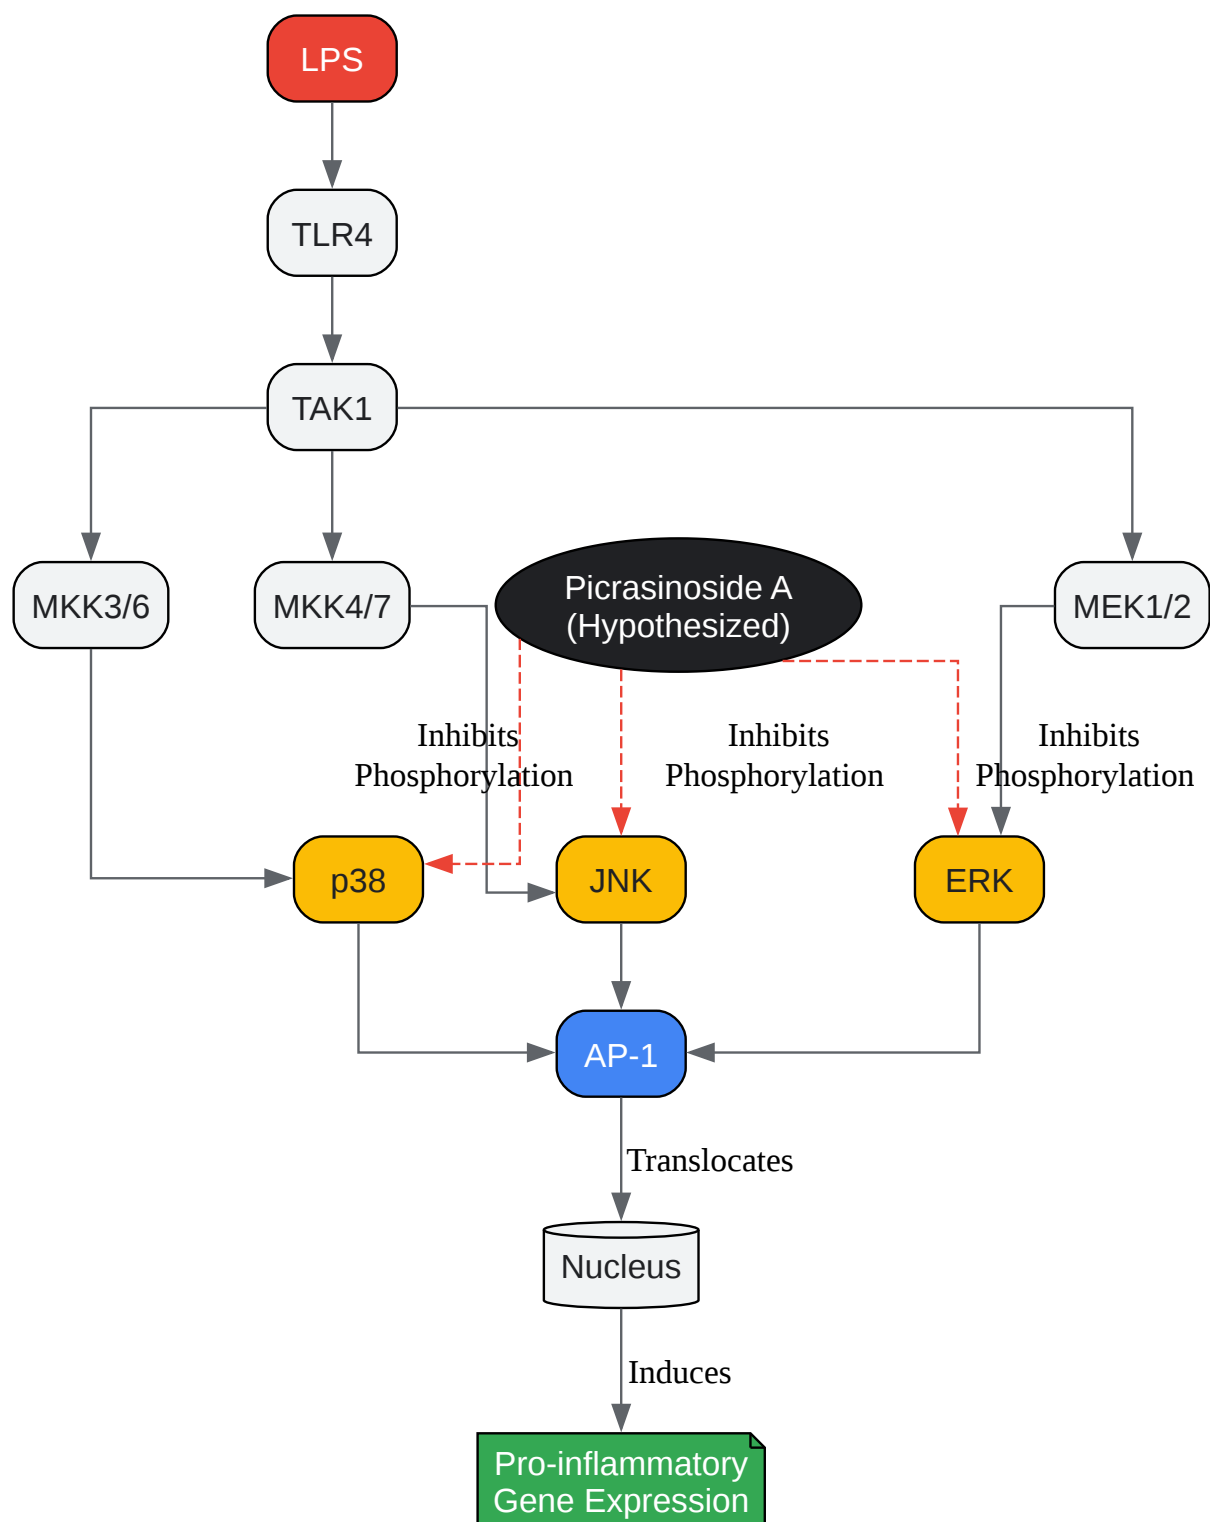 LPS
TLR4
TAK1
MKK3/6
MKK4/7
Picrasinoside A
(Hypothesized)
MEK1/2
Inhibits
Phosphorylation
Inhibits
Phosphorylation
Inhibits
Phosphorylation
p38
JNK
ERK
AP-1
Translocates
Nucleus
Induces
Pro-inflammatory
Gene Expression